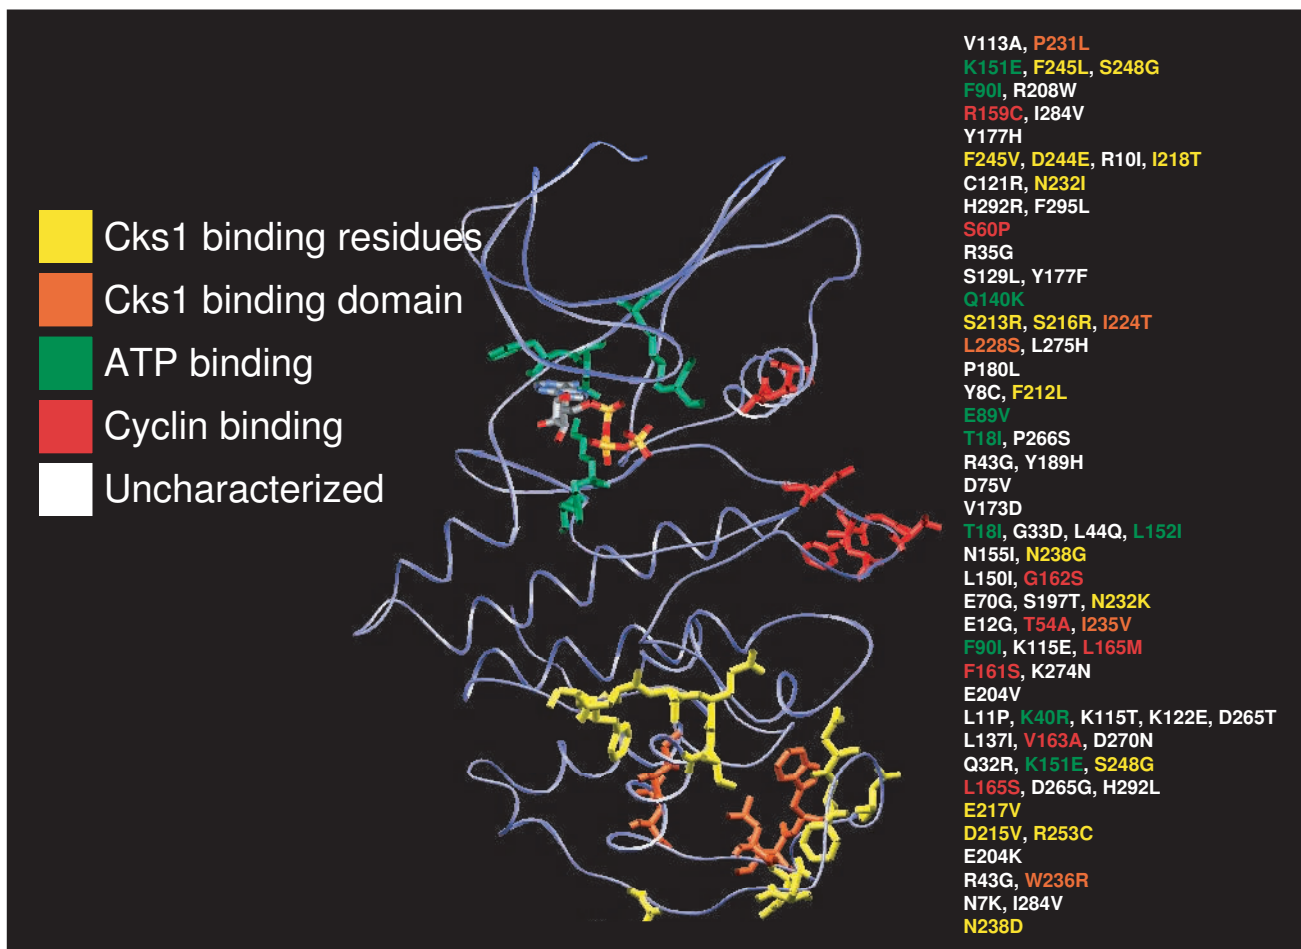 Cks1 binding residues
Cks1 binding domain
ATP binding
Cyclin binding
Uncharacterized
V113A, P231L
K151E, F245L, S248G
F90I, R208W
R159C, I284V
Y177H
F245V, D244E, R10I, I218T
C121R, N232I
H292R, F295L
S60P
R35G
S129L, Y177F
Q140K
S213R, S216R, I224T
L228S, L275H
P180L
Y8C, F212L
E89V
T18I, P266S
R43G, Y189H
D75V
V173D
T18I, G33D, L44Q, L152I
N155I, N238G
L150I, G162S
E70G, S197T, N232K
E12G, T54A, I235V
F90I, K115E, L165M
F161S, K274N
E204V
L11P, K40R, K115T, K122E, D265T
L137I, V163A, D270N
Q32R, K151E, S248G
L165S, D265G, H292L
E217V
D215V, R253C
E204K
R43G, W236R
N7K, I284V
N238D